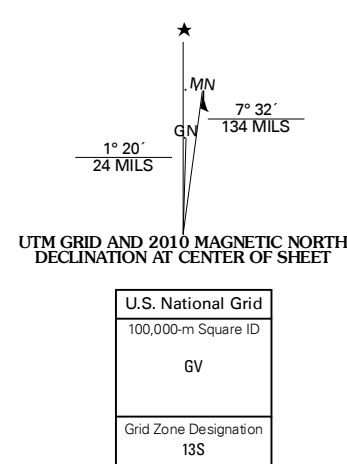 MN
GN
7° 32´
134 MILS
1° 20´
24 MILS
UTM GRID AND 2010 MAGNETIC NORTH
DECLINATION AT CENTER OF SHEET
U.S. National Grid
100,000-m Square ID
GV
Grid Zone Designation
13S